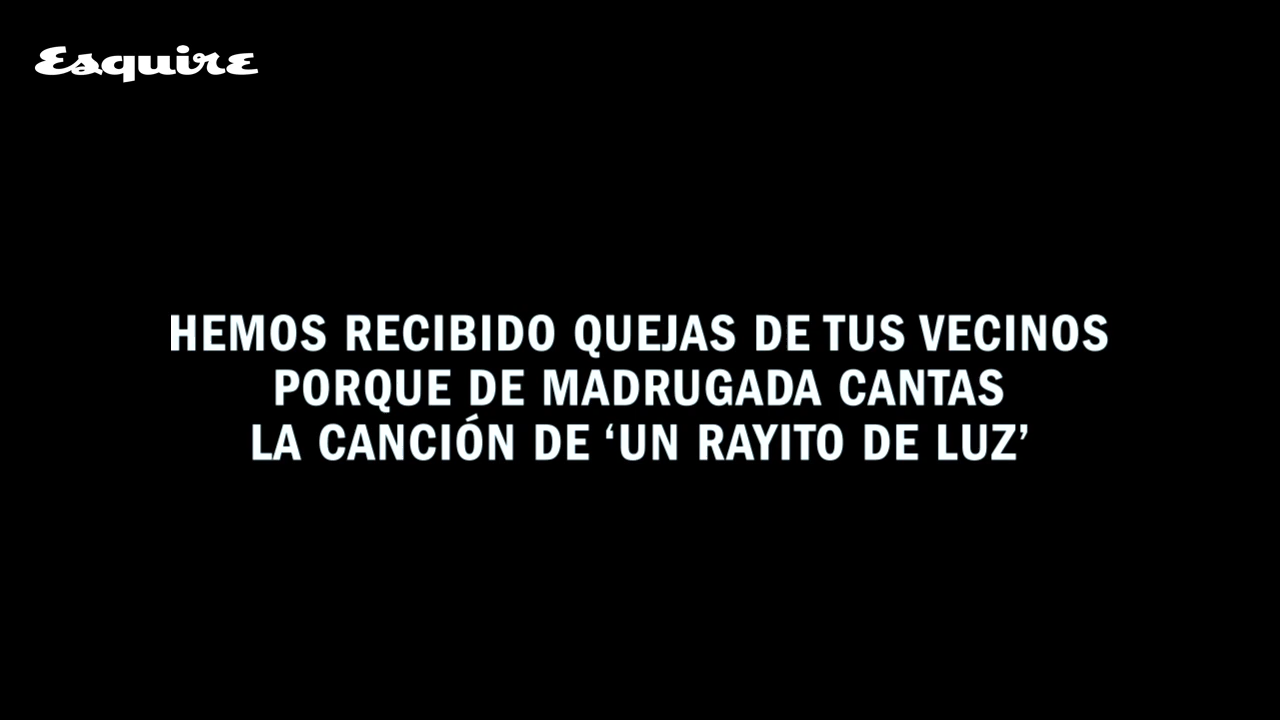 Esquire
HEMOS RECIBIDO QUEJAS DE TUS VECINOS
PORQUE DE MADRUGADA CANTAS
LA CANCIÓN DE ‘UN RAYITO DE LUZ’